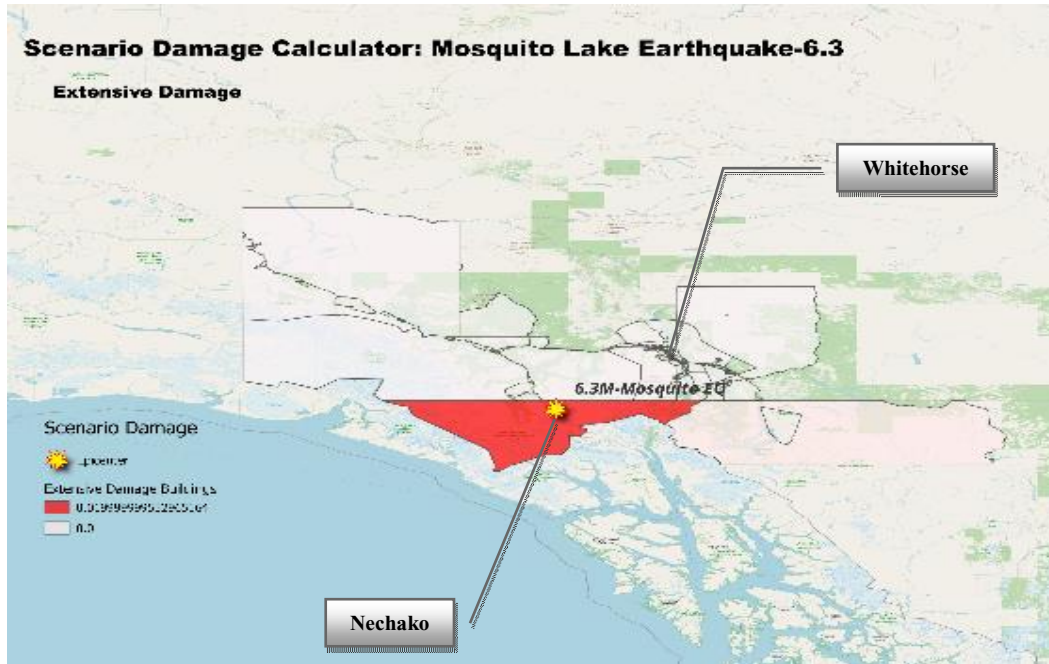 Scenario Damage Calculator: Mosquito Lake Earthquake-6.3
Extensive Damage
Whitehorse
6.3M-Mosquito EQ
Scenario Damage
Epicenter
Extensive Damage Buildings
0.0
Nechako